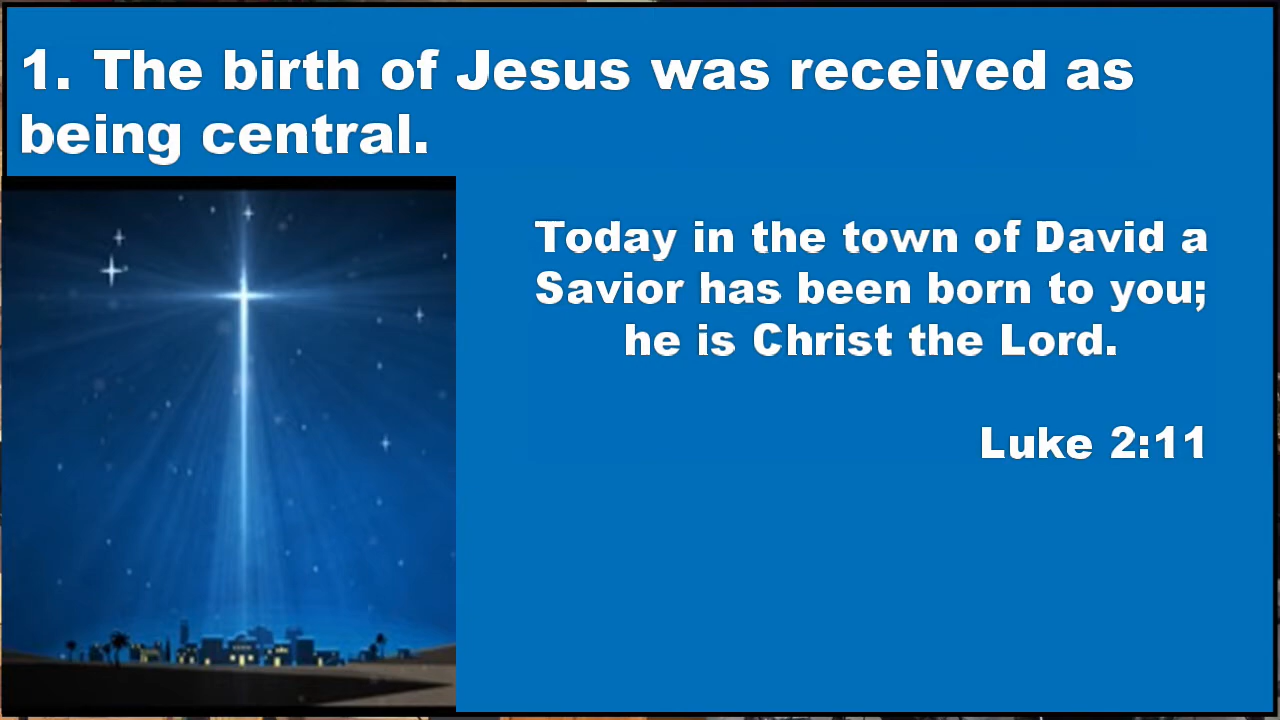 1. The birth of Jesus was received as
being central.
Today in the town of David a
Savior has been born to you;
he is Christ the Lord.
Luke 2:11